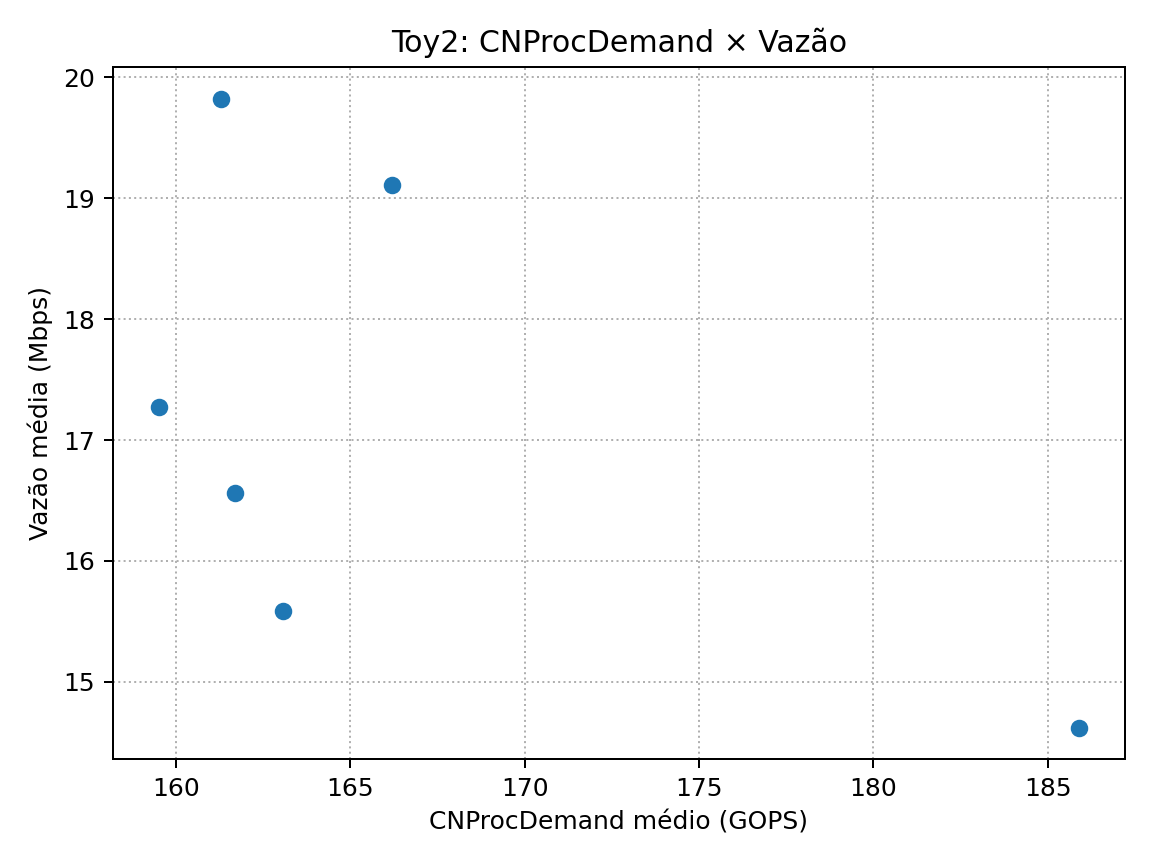 Toy2: CNProcDemand × Vazão
20
19
18
17
16
15
Vazão média (Mbps)
160 165 170 175 180 185
CNProcDemand médio (GOPS)